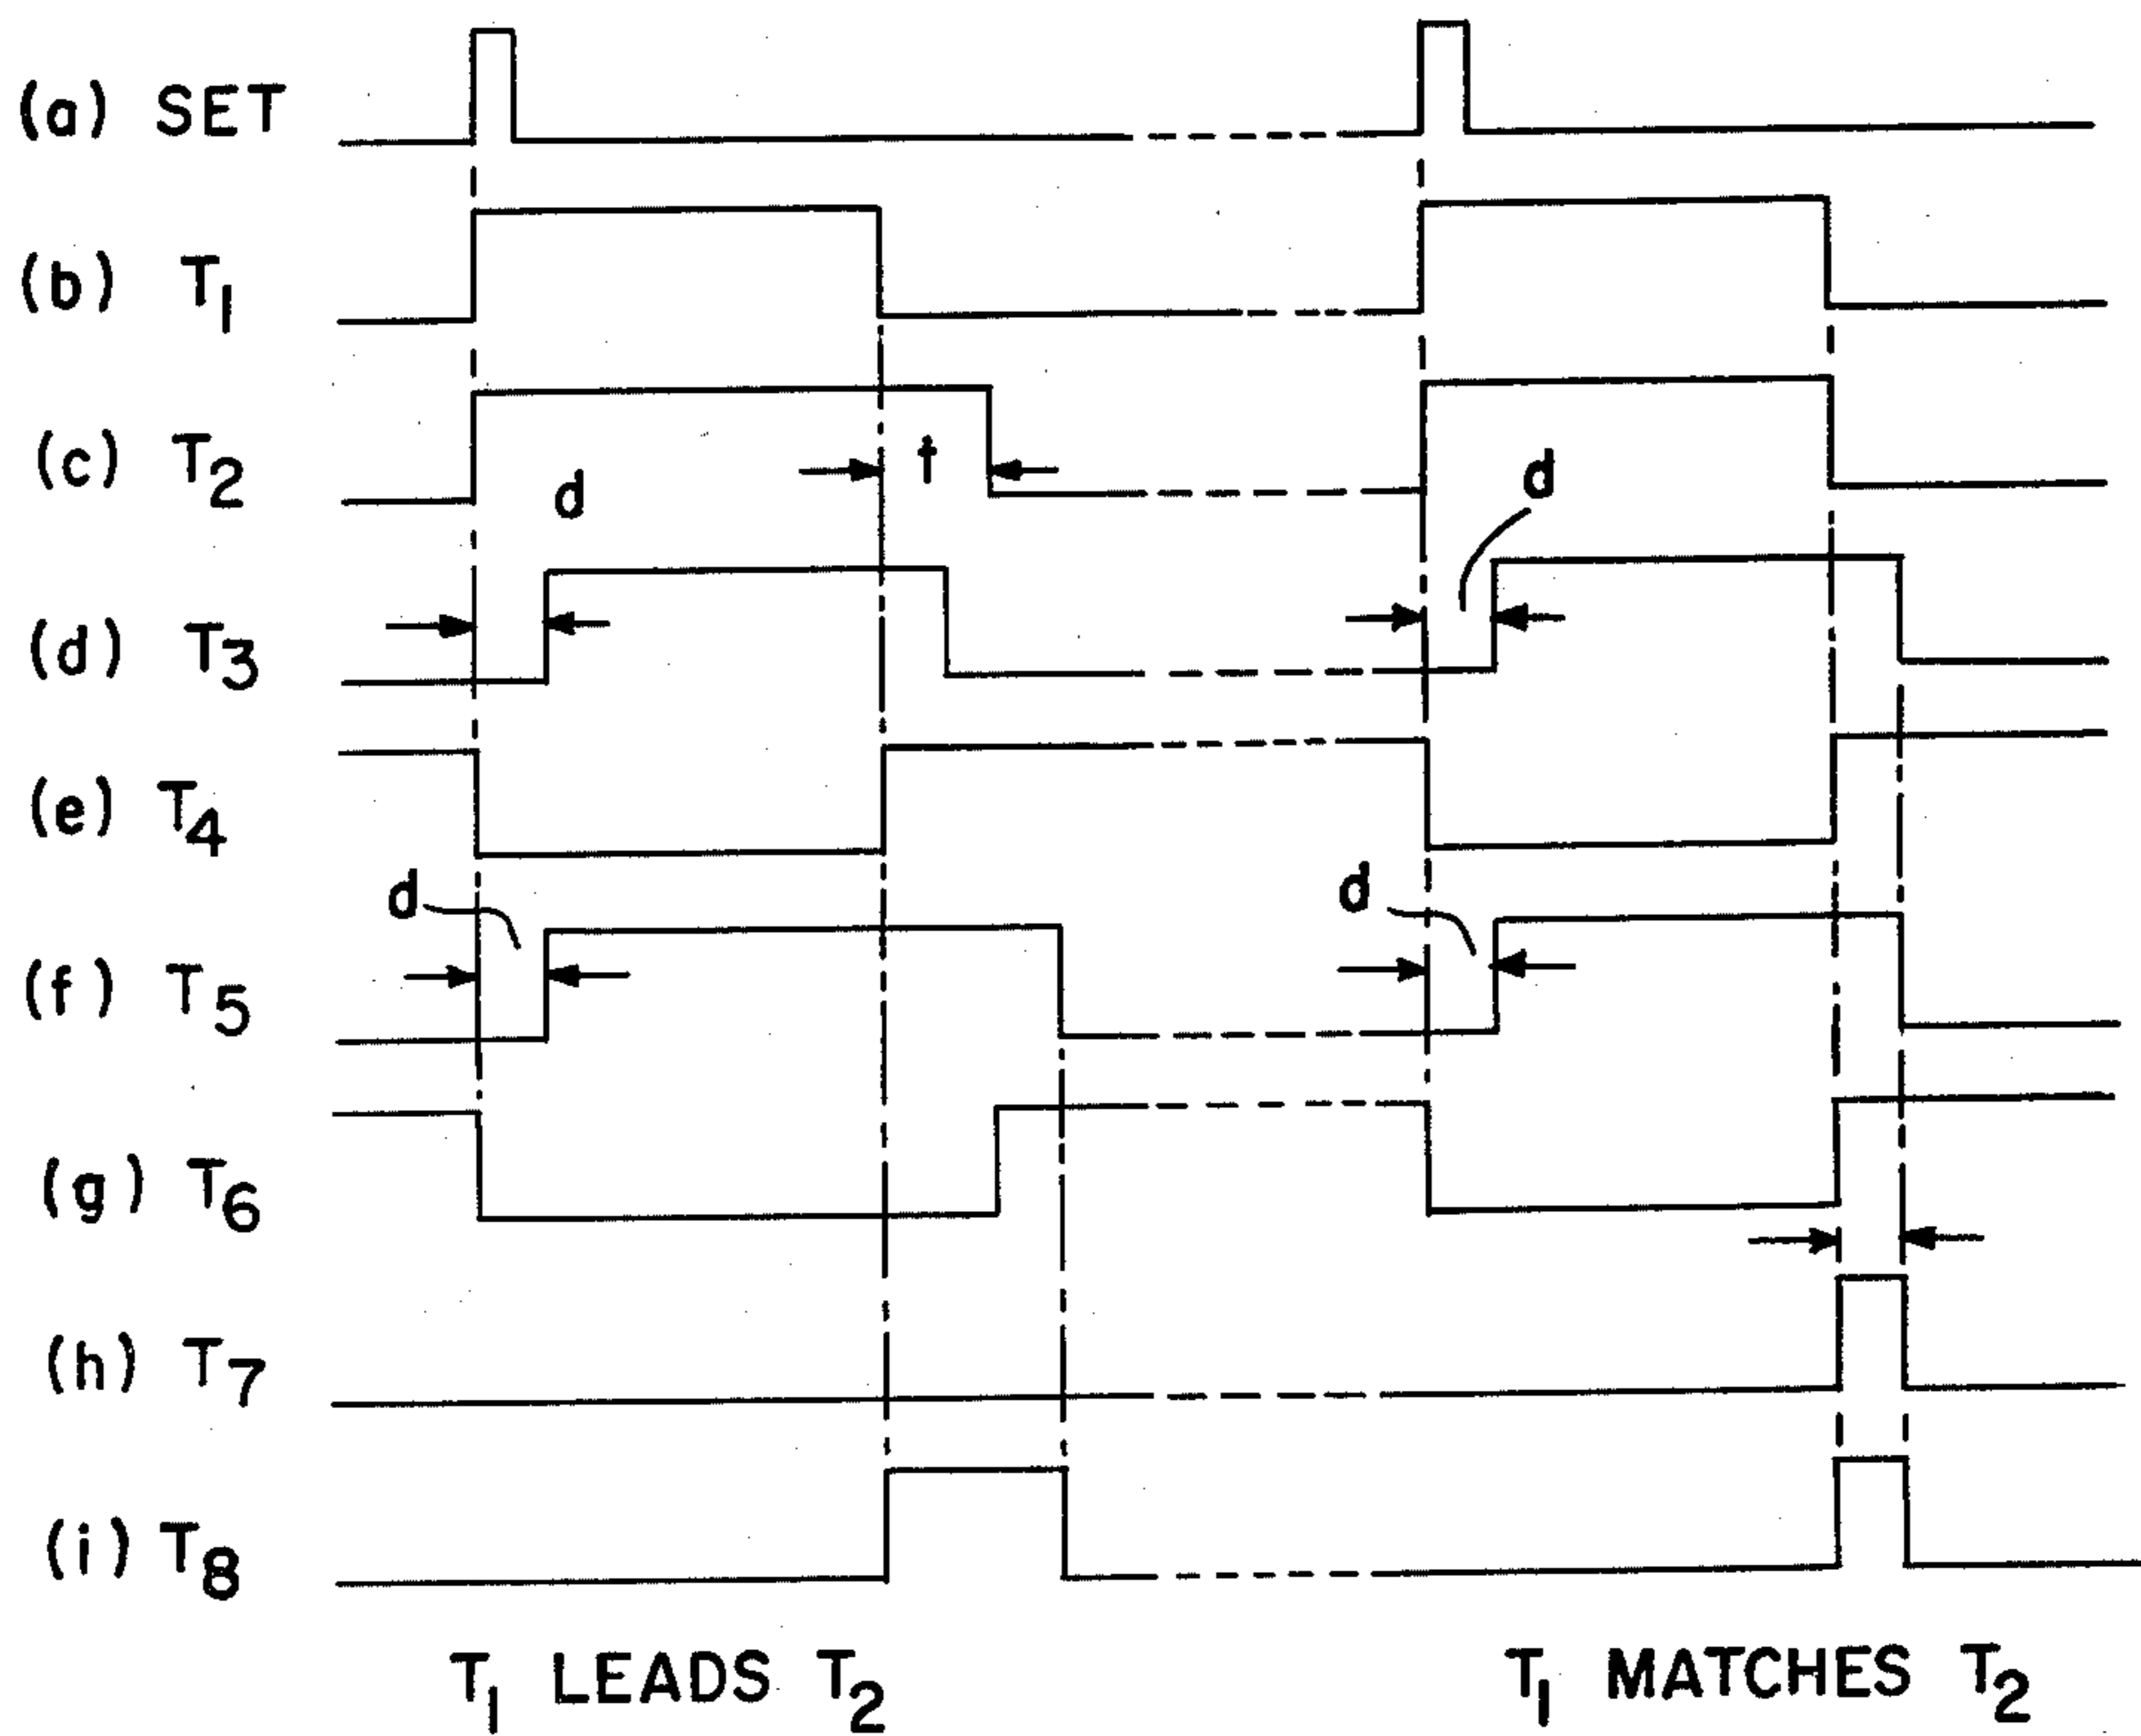 (a) SET
(b) T1
(c) T2
t
d
d
(d) T3
(e) T4
d
d
(f) T5
(g) T6
(h) T7
(i) T8
T1 LEADS T2
T1 MATCHES T2